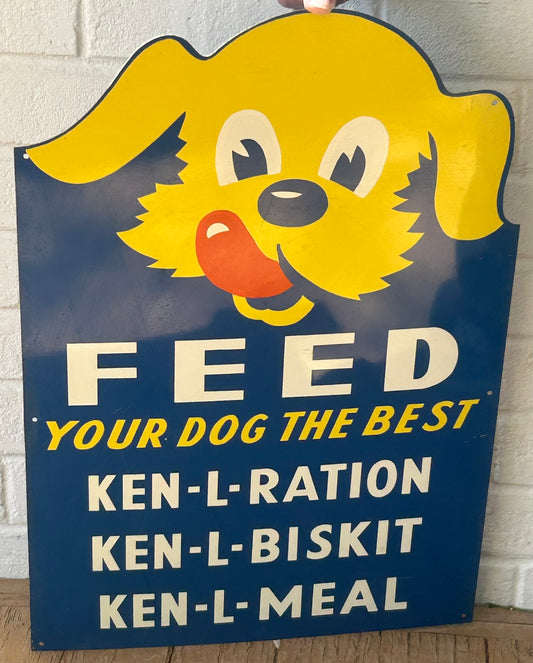 FEED
YOUR DOG THE BEST
KEN-L-RATION
KEN-L-BISKIT
KEN-L-MEAL